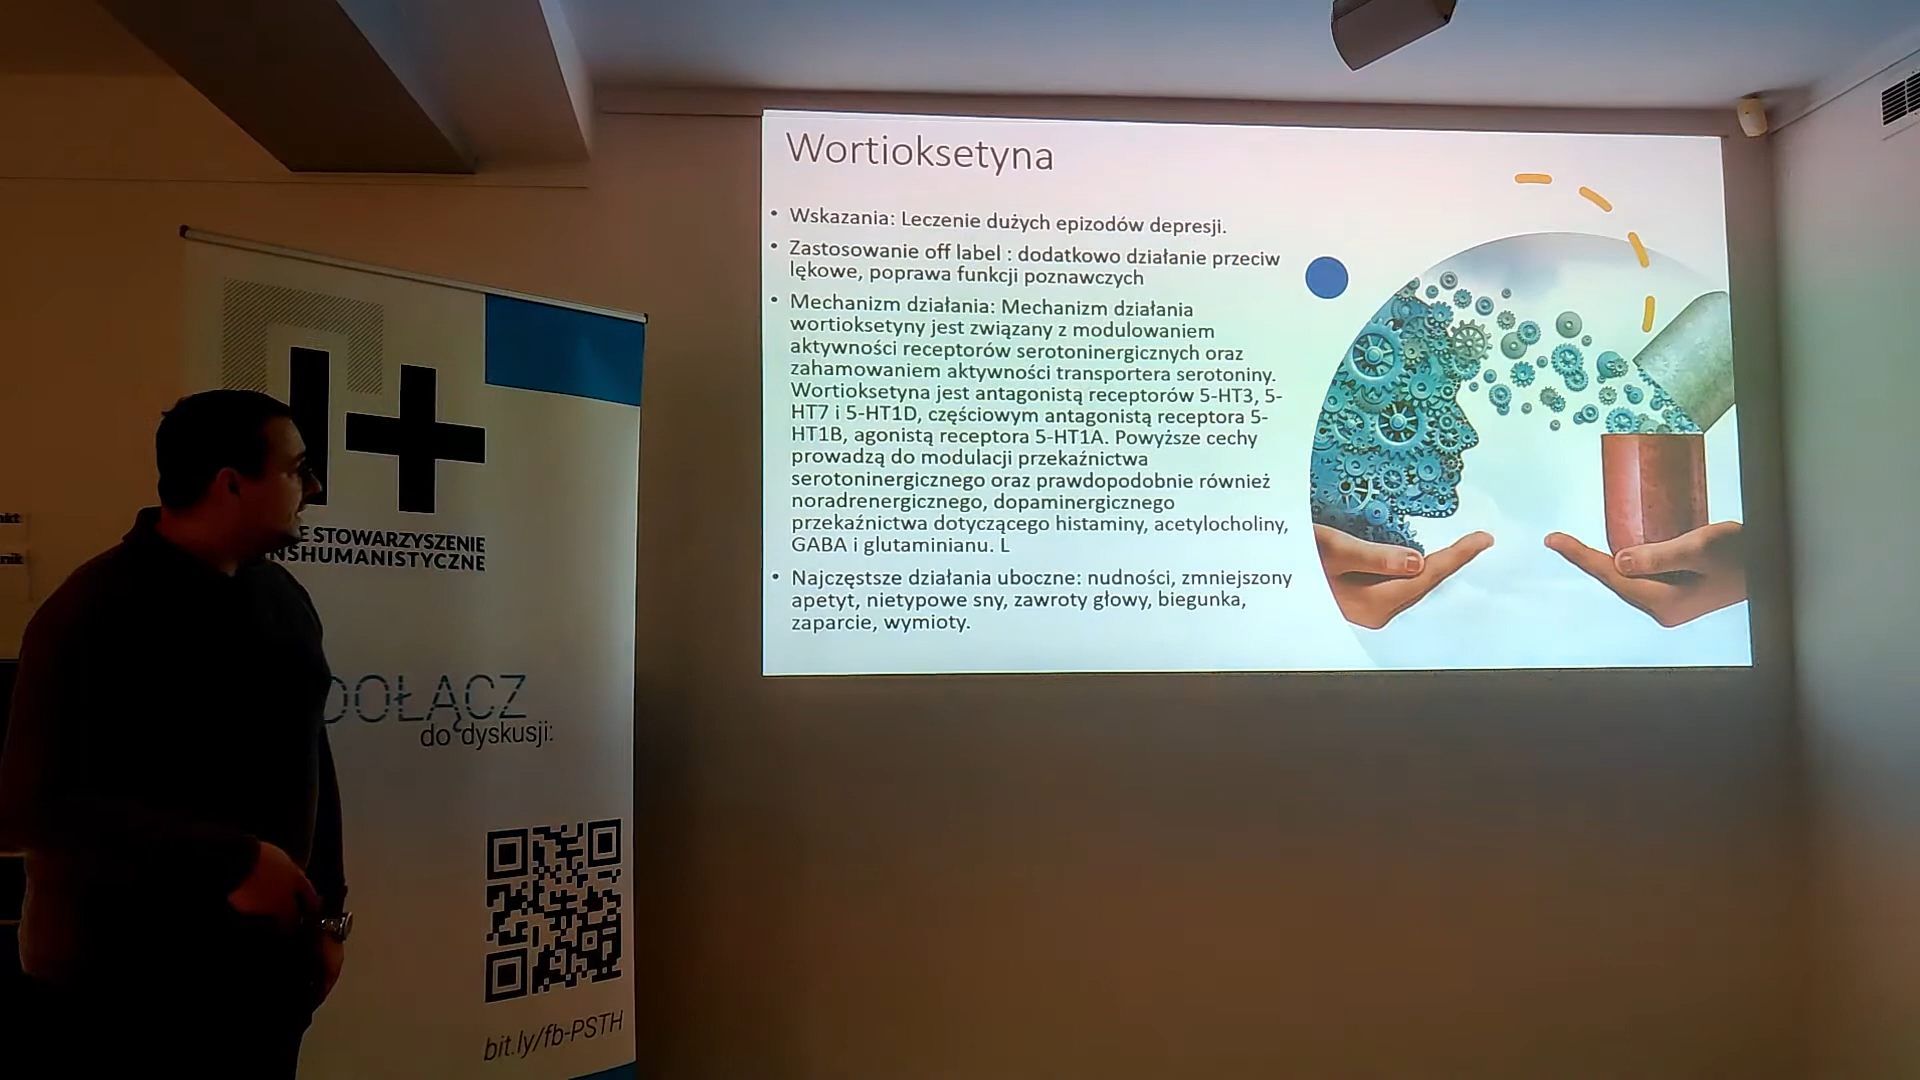 Wortioksetyna
• Wskazania: Leczenie dużych epizodów depresji.
• Zastosowanie off label : dodatkowo działanie przeciw
lękowe, poprawa funkcji poznawczych
• Mechanizm działania: Mechanizm działania
wortioksetyny jest związany z modulowaniem
aktywności receptorów serotoninergicznych oraz
zahamowaniem aktywności transportera serotoniny.
Wortioksetyna jest antagonistą receptorów 5-HT3, 5-
HT7 i 5-HT1D, częściowym antagonistą receptora 5-
HT1B, agonistą receptora 5-HT1A. Powyższe cechy
prowadzą do modulacji przekaźnictwa
serotoninergicznego oraz prawdopodobnie również
noradrenergicznego, dopaminergicznego
przekaźnictwa dotyczącego histaminy, acetylocholiny,
GABA i glutaminianu. L
• Najczęstsze działania uboczne: nudności, zmniejszony
apetyt, nietypowe sny, zawroty głowy, biegunka,
zaparcie, wymioty.
H+
E STOWARZYSZENIE
NSHUMANISTYCZNE
DOŁĄCZ
do dyskusji:
bit.ly/fb-PSTH